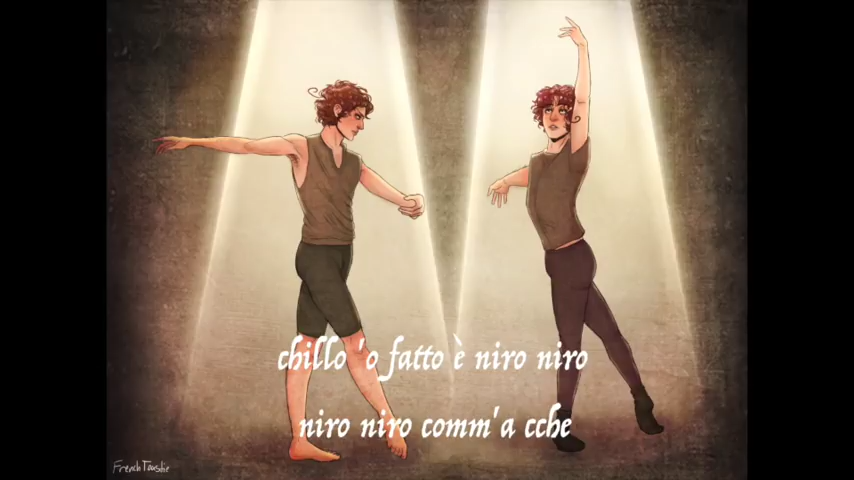 chillo 'o fatto è niro niro
niro niro comm'a cche
FrenchToastie